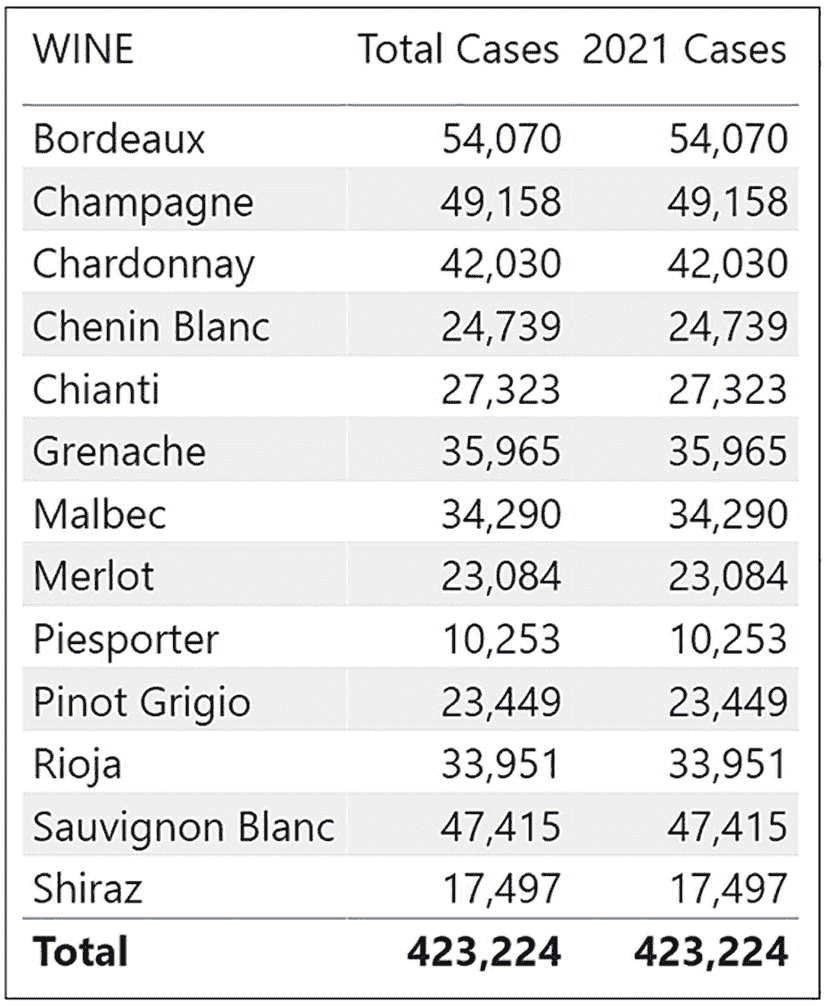 WINE Total Cases 2021 Cases
Bordeaux 54,070 54,070
Champagne 49,158 49,158
Chardonnay 42,030 42,030
Chenin Blanc 24,739 24,739
Chianti 27,323 27,323
Grenache 35,965 35,965
Malbec 34,290 34,290
Merlot 23,084 23,084
Piesporter 10,253 10,253
Pinot Grigio 23,449 23,449
Rioja 33,951 33,951
Sauvignon Blanc 47,415 47,415
Shiraz 17,497 17,497
Total 423,224 423,224